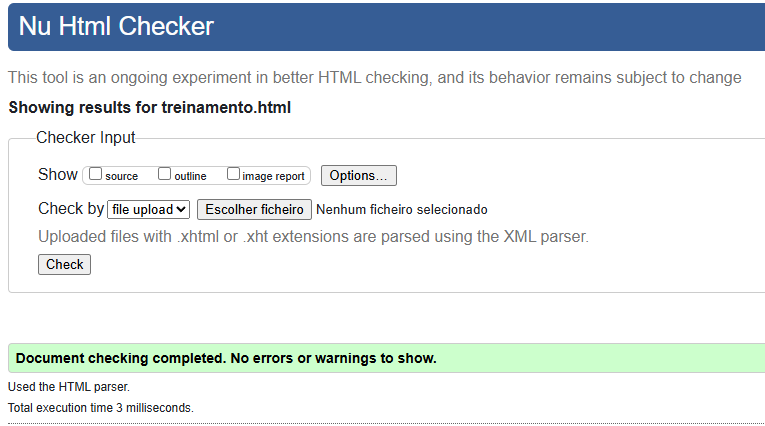 Nu Html Checker
This tool is an ongoing experiment in better HTML checking, and its behavior remains subject to change
Showing results for treinamento.html
Checker Input
Show source outline image report Options...
Check by file upload Escolher ficheiro Nenhum ficheiro selecionado
Uploaded files with .xhtml or .xht extensions are parsed using the XML parser.
Check
Document checking completed. No errors or warnings to show.
Used the HTML parser.
Total execution time 3 milliseconds.